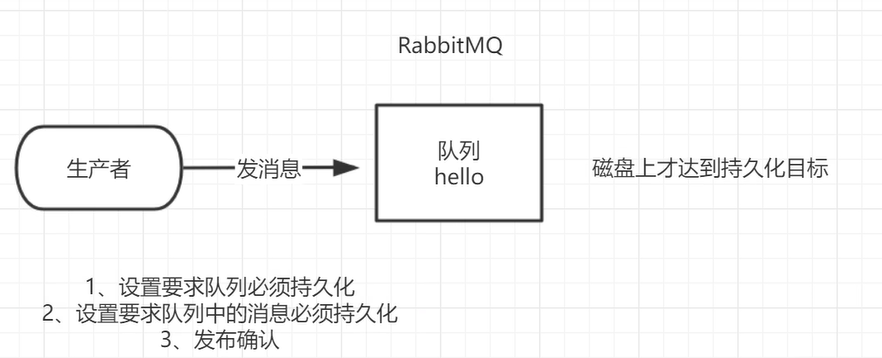 RabbitMQ
生产者
发消息
队列
hello
磁盘上才达到持久化目标
1、设置要求队列必须持久化
2、设置要求队列中的消息必须持久化
3、发布确认